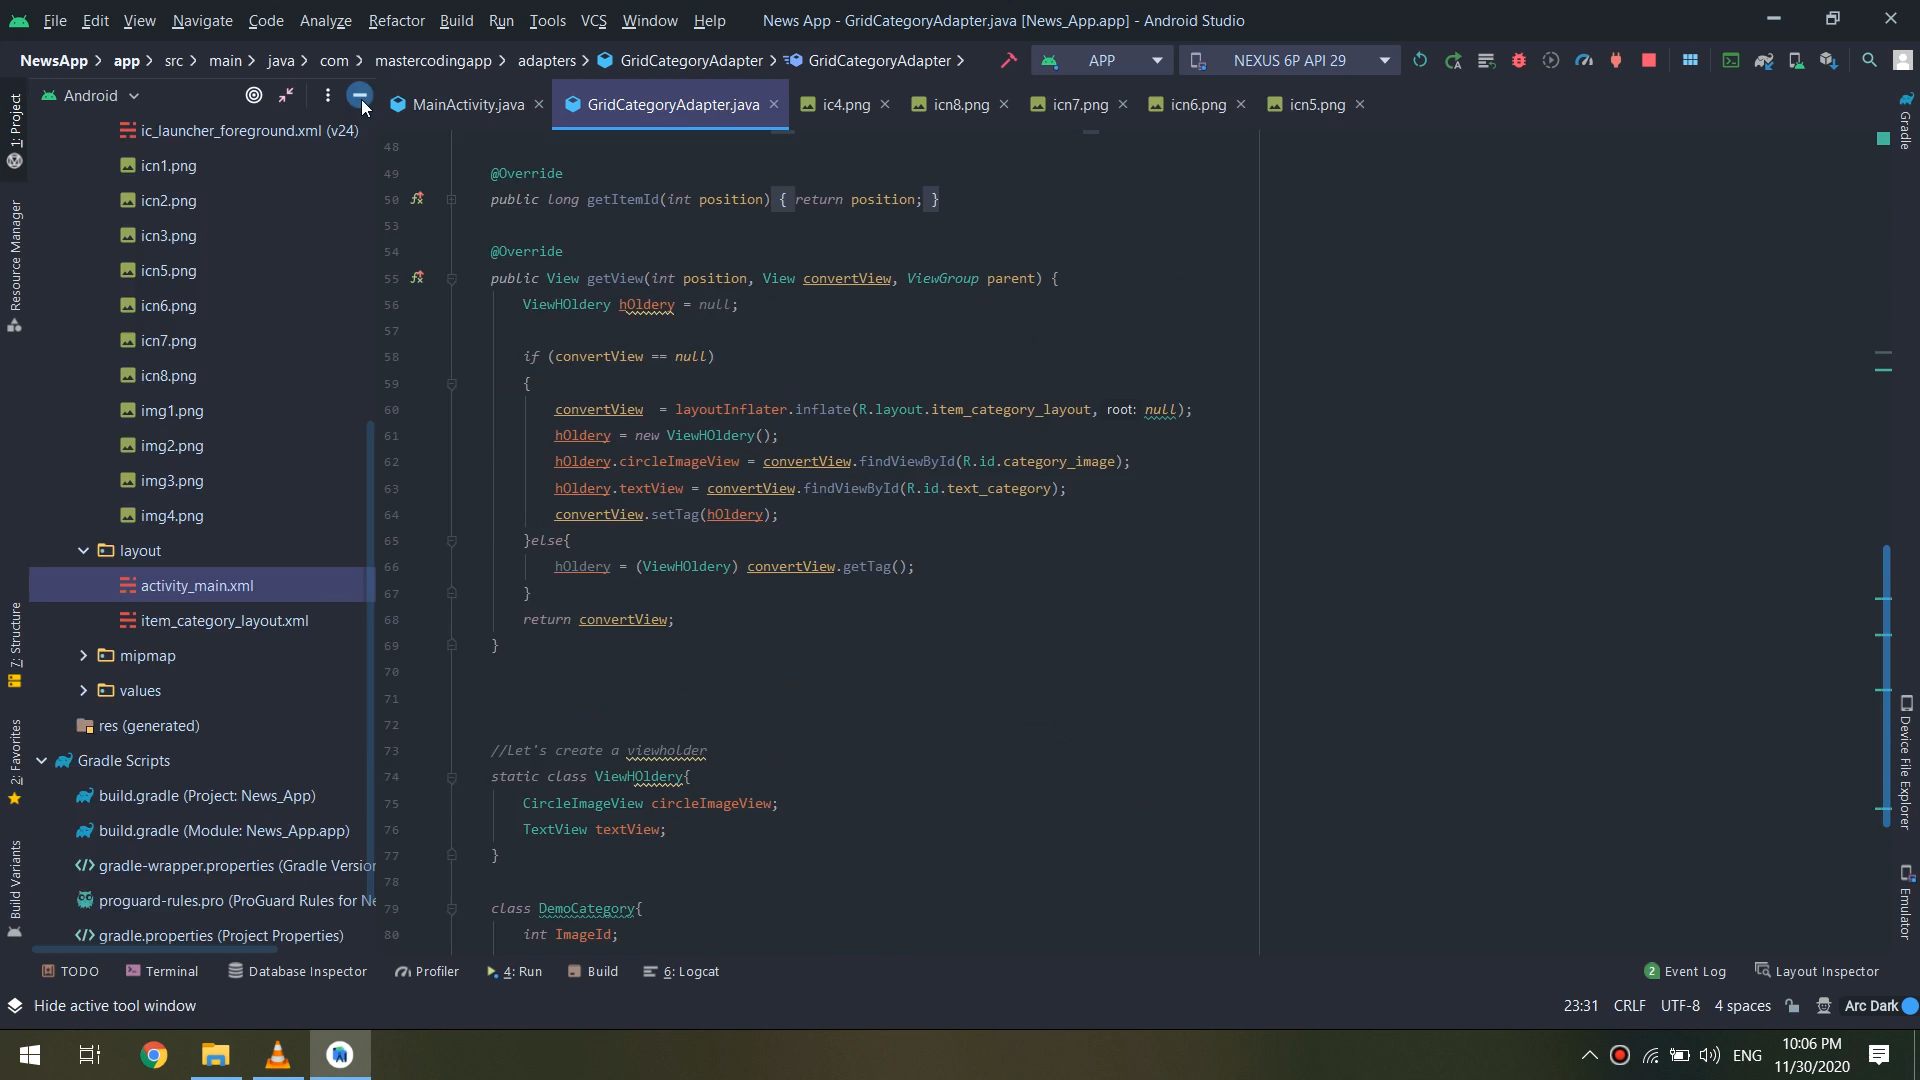 File Edit View Navigate Code Analyze Refactor Build Run Tools VCS Window Help News App - GridCategoryAdapter.java [News_App.app] - Android Studio
NewsApp app src main java com mastercodingapp adapters GridCategoryAdapter GridCategoryAdapter APP NEXUS 6P API 29
Android
MainActivity.java GridCategoryAdapter.java ic4.png icn8.png icn7.png icn6.png icn5.png
1: Project
Resource Manager
7: Structure
2: Favorites
Build Variants
ic_launcher_foreground.xml (v24)
icn1.png
icn2.png
icn3.png
icn5.png
icn6.png
icn7.png
icn8.png
img1.png
img2.png
img3.png
img4.png
layout
activity_main.xml
item_category_layout.xml
mipmap
values
res (generated)
Gradle Scripts
build.gradle (Project: News_App)
build.gradle (Module: News_App.app)
gradle-wrapper.properties (Gradle Versio
proguard-rules.pro (ProGuard Rules for Ne
gradle.properties (Project Properties)
48
49 @Override
50 public long getItemId(int position) { return position; }
53
54 @Override
55 public View getView(int position, View convertView, ViewGroup parent) {
56 ViewHOldery hOldery = null;
57
58 if (convertView == null)
59 {
60 convertView = layoutInflater.inflate(R.layout.item_category_layout, root: null);
61 hOldery = new ViewHOldery();
62 hOldery.circleImageView = convertView.findViewById(R.id.category_image);
63 hOldery.textView = convertView.findViewById(R.id.text_category);
64 convertView.setTag(hOldery);
65 }else{
66 hOldery = (ViewHOldery) convertView.getTag();
67 }
68 return convertView;
69 }
70
71
72
73 //Let's create a viewholder
74 static class ViewHOldery{
75 CircleImageView circleImageView;
76 TextView textView;
77 }
78
79 class DemoCategory{
80 int ImageId;
Gradle
Device File Explorer
Emulator
TODO Terminal Database Inspector Profiler 4: Run Build 6: Logcat 2 Event Log Layout Inspector
Hide active tool window 23:31 CRLF UTF-8 4 spaces Arc Dark
ENG 10:06 PM
11/30/2020